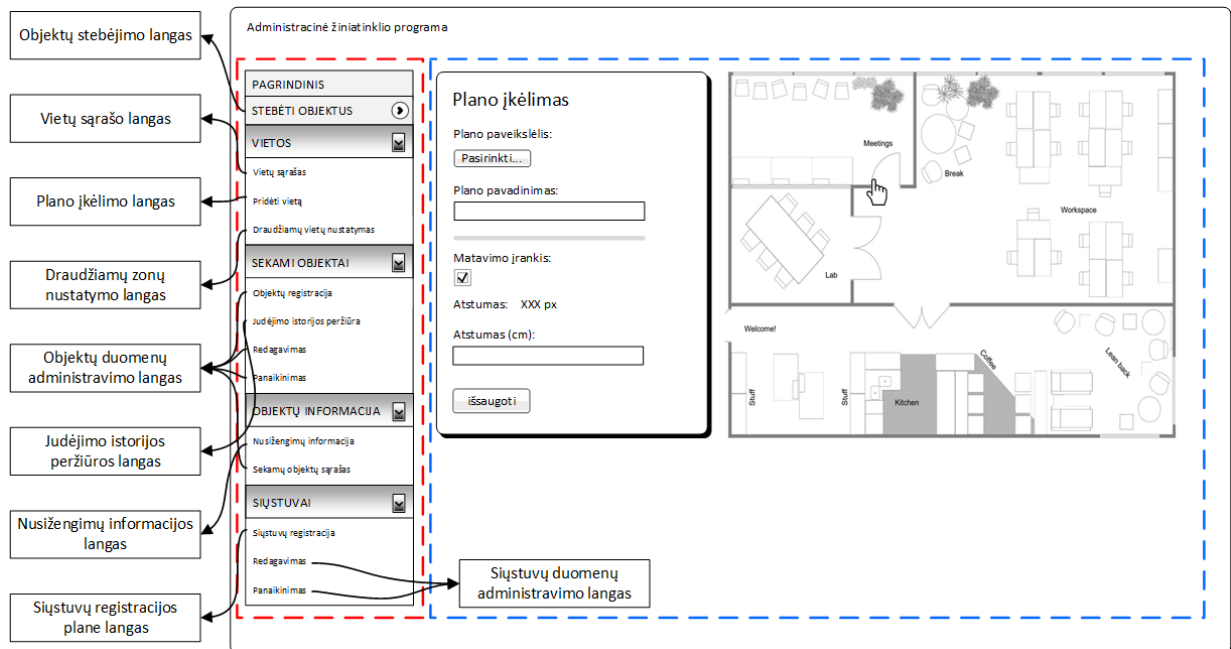 Administracinė žiniatinklio programa
Objektų stebėjimo langas
Vietų sąrašo langas
Plano įkėlimo langas
Draudžiamų zonų
nustatymo langas
Objektų duomenų
administravimo langas
Judėjimo istorijos
peržiūros langas
Nusižengimų informacijos
langas
Siųstuvų registracijos
plane langas
PAGRINDINIS
STEBĖTI OBJEKTUS
VIETOS
Vietų sąrašas
Pridėti vietą
Draudžiamų vietų nustatymas
SEKAMI OBJEKTAI
Objektų registracija
Judėjimo istorijos peržiūra
Redagavimas
Panaikinimas
OBJEKTŲ INFORMACIJA
Nusižengimų informacija
Sekamų objektų sąrašas
SIŲSTUVAI
Siųstuvų registracija
Redagavimas
Panaikinimas
Siųstuvų duomenų
administravimo langas
Plano įkėlimas
Plano paveikslėlis:
Pasirinkti...
Plano pavadinimas:
Matavimo įrankis:
Atstumas: XXX px
Atstumas (cm):
išsaugoti
Meetings
Break
Workspace
Lab
Welcome!
Stuff
Stuff
Kitchen
Coffee
Lean back